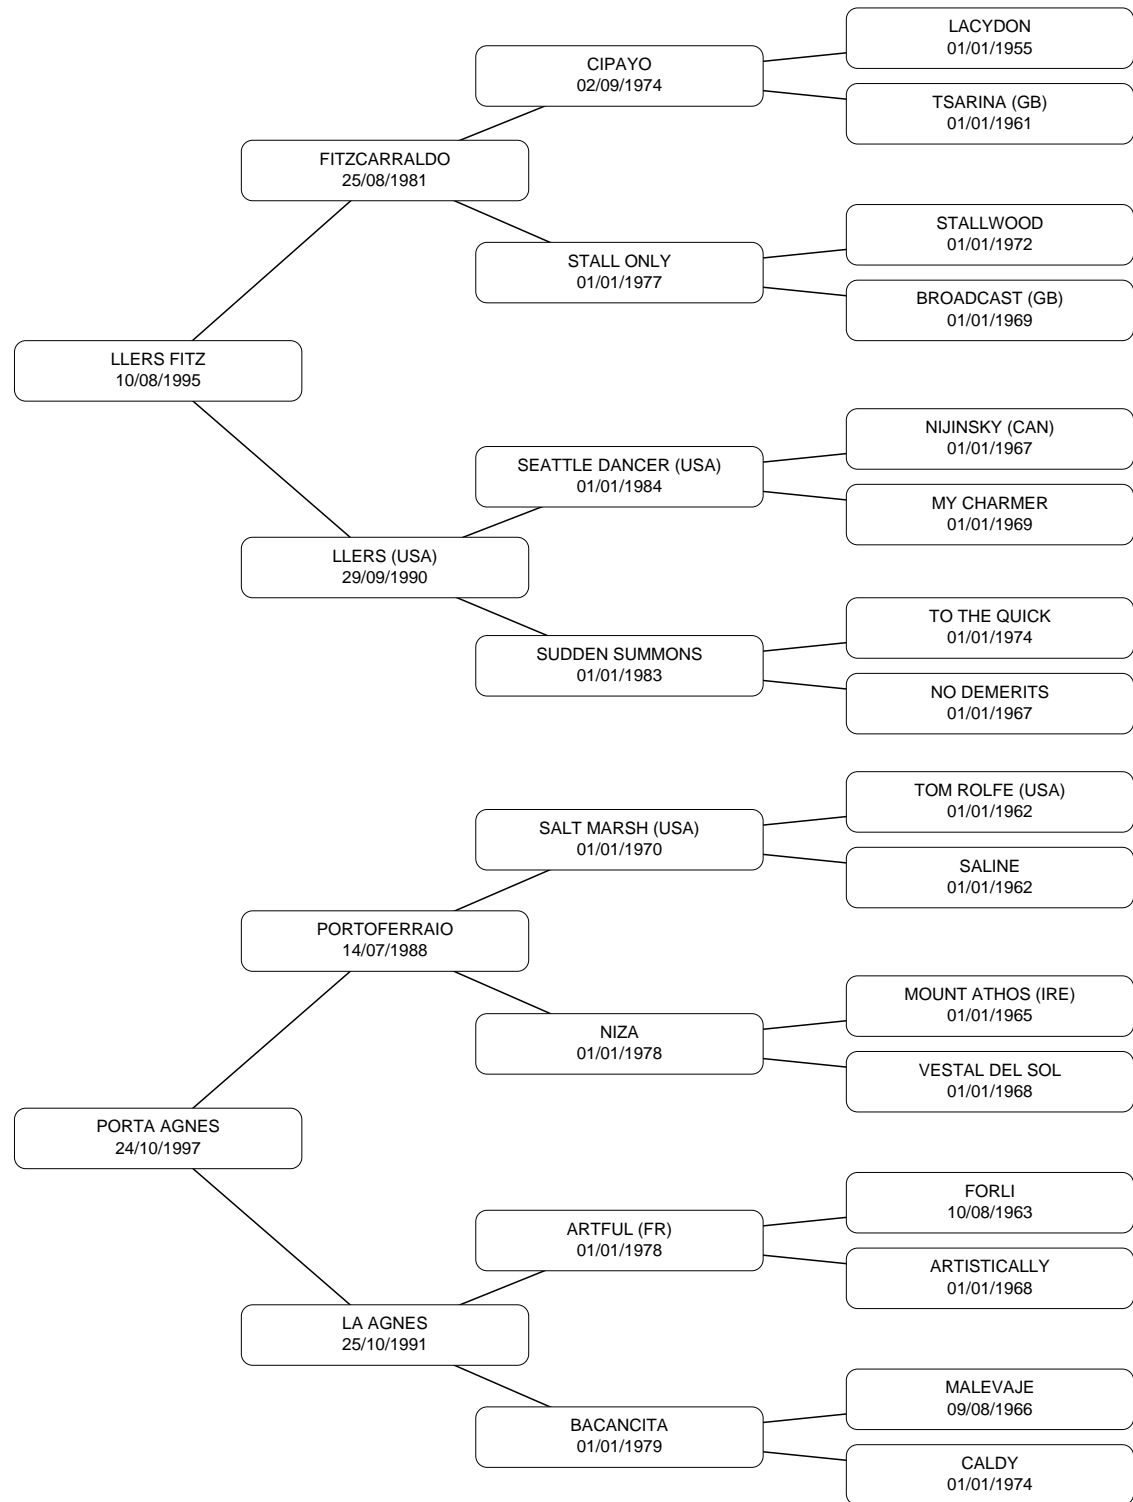 LACYDON
01/01/1955
CIPAYO
02/09/1974
TSARINA (GB)
01/01/1961
FITZCARRALDO
25/08/1981
STALLWOOD
01/01/1972
STALL ONLY
01/01/1977
BROADCAST (GB)
01/01/1969
LLERS FITZ
10/08/1995
NIJINSKY (CAN)
01/01/1967
SEATTLE DANCER (USA)
01/01/1984
MY CHARMER
01/01/1969
LLERS (USA)
29/09/1990
TO THE QUICK
01/01/1974
SUDDEN SUMMONS
01/01/1983
NO DEMERITS
01/01/1967
TOM ROLFE (USA)
01/01/1962
SALT MARSH (USA)
01/01/1970
SALINE
01/01/1962
PORTOFERRAIO
14/07/1988
MOUNT ATHOS (IRE)
01/01/1965
NIZA
01/01/1978
VESTAL DEL SOL
01/01/1968
PORTA AGNES
24/10/1997
FORLI
10/08/1963
ARTFUL (FR)
01/01/1978
ARTISTICALLY
01/01/1968
LA AGNES
25/10/1991
MALEVAJE
09/08/1966
BACANCITA
01/01/1979
CALDY
01/01/1974